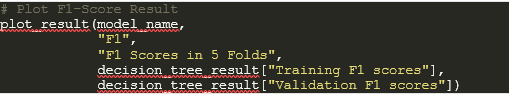 # Plot F1-Score Result
plot_result(model_name,
            "F1",
            "F1 Scores in 5 Folds",
            decision_tree_result["Training F1 scores"],
            decision_tree_result["Validation F1 scores"])